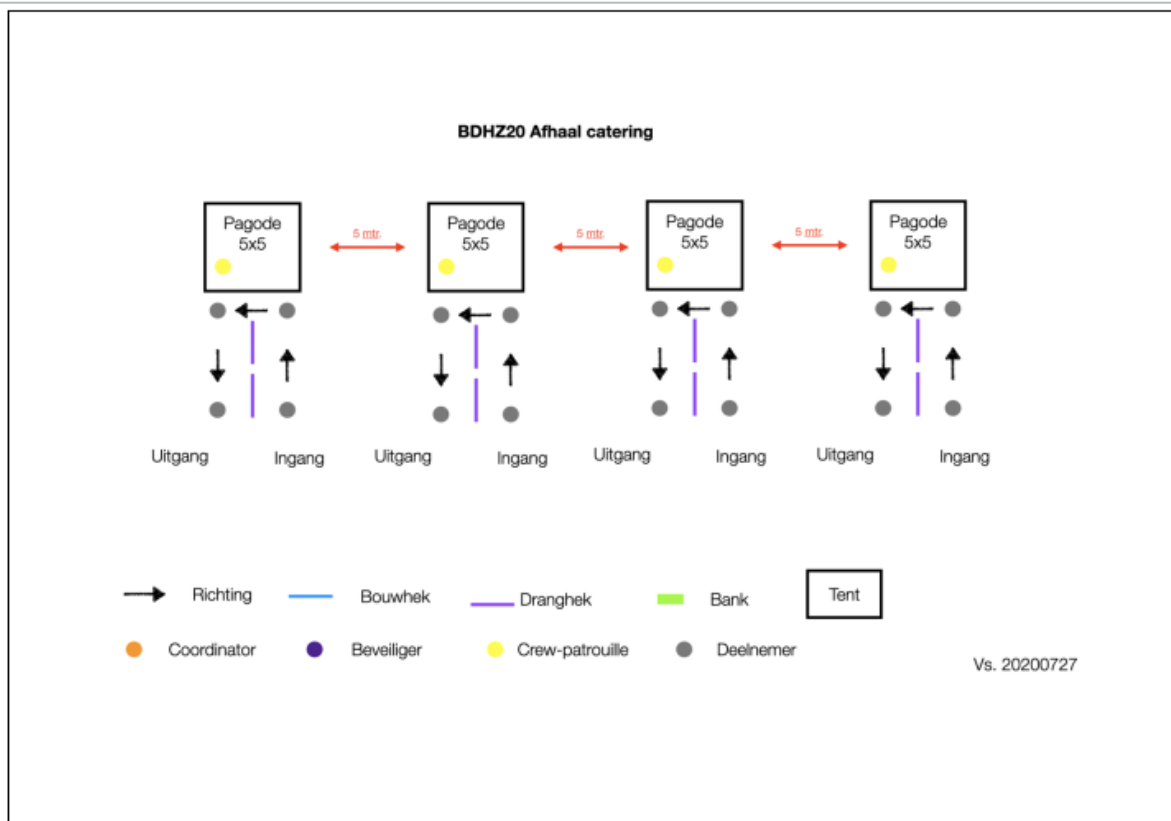 BDHZ20 Afhaal catering
Pagode
5x5
5 mtr.
Pagode
5x5
5 mtr.
Pagode
5x5
5 mtr.
Pagode
5x5
Uitgang
Ingang
Uitgang
Ingang
Uitgang
Ingang
Uitgang
Ingang
Richting
Bouwhek
Dranghek
Bank
Tent
Coordinator
Beveiliger
Crew-patrouille
Deelnemer
Vs. 20200727